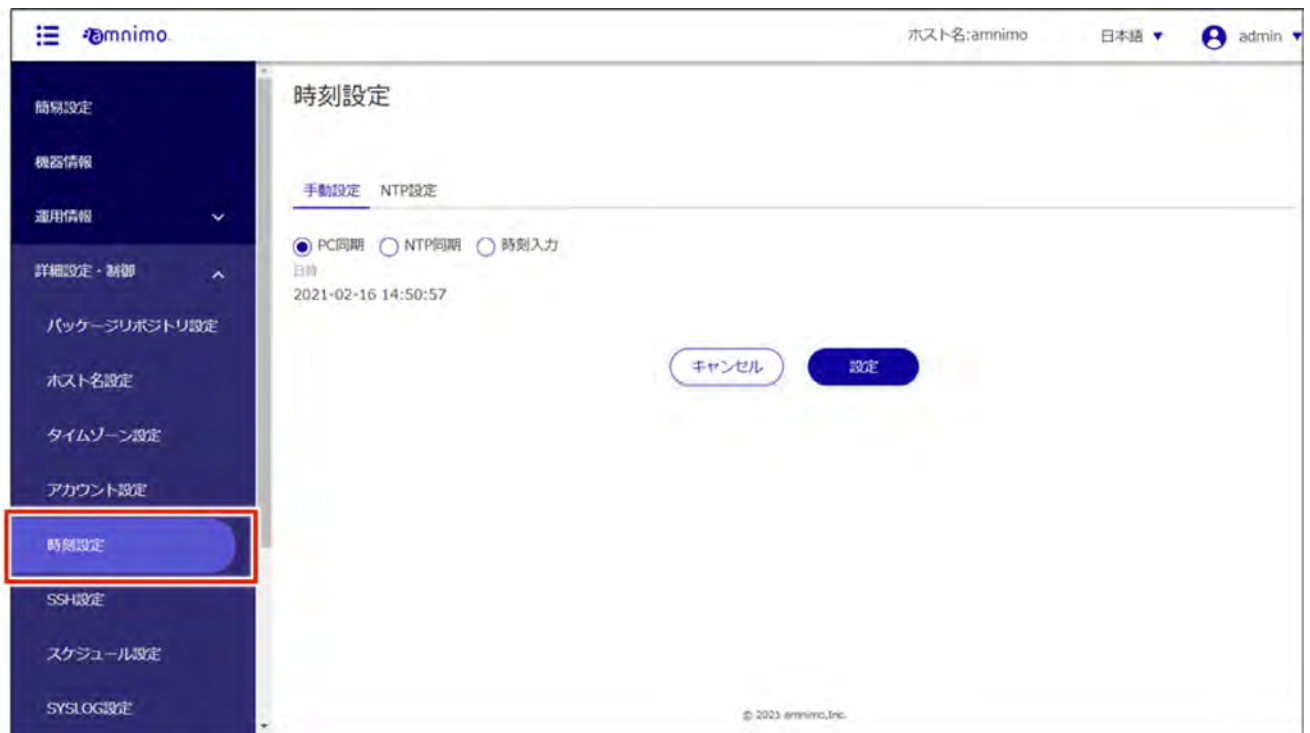 amnimo
ホスト名:amnimo
日本語
admin
簡易設定
機器情報
運用情報
詳細設定・制御
パッケージリポジトリ設定
ホスト名設定
タイムゾーン設定
アカウント設定
時刻設定
SSH設定
スケジュール設定
SYSLOG設定
時刻設定
手動設定 NTP設定
PC同期 NTP同期 時刻入力
日時
2021-02-16 14:50:57
キャンセル 設定
© 2021 amnimo,Inc.